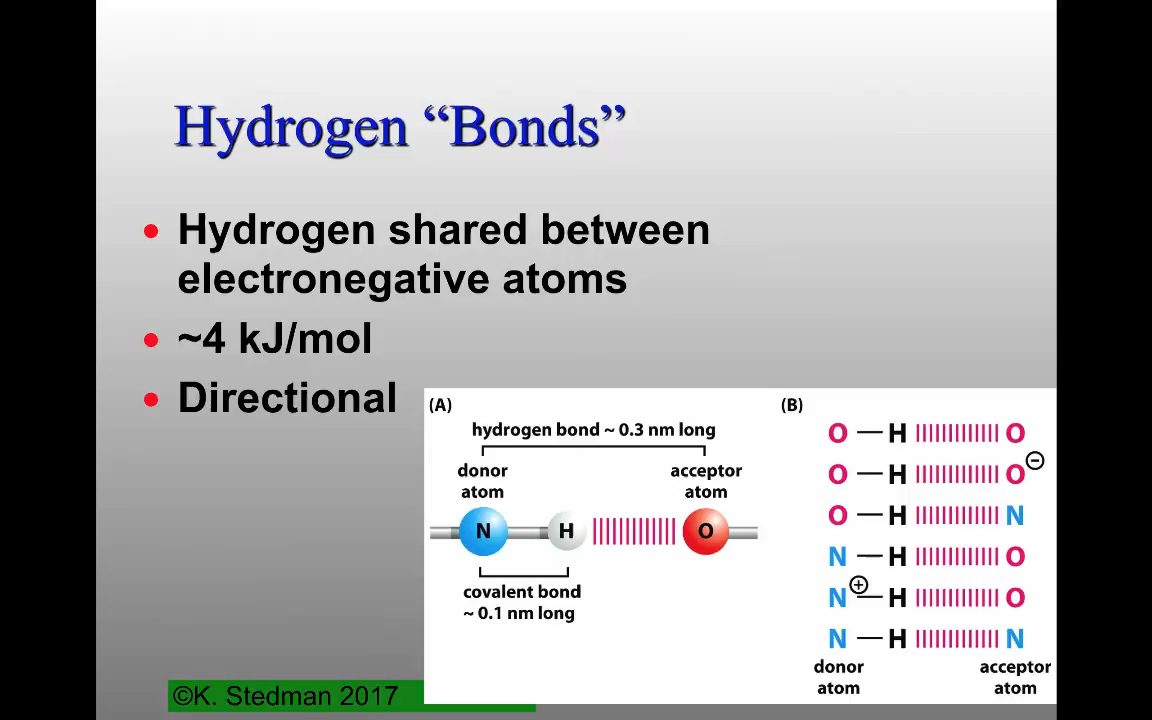 Hydrogen “Bonds”
• Hydrogen shared between
electronegative atoms
• ~4 kJ/mol
• Directional
(A)
hydrogen bond ~ 0.3 nm long
donor
atom
acceptor
atom
N H O
covalent bond
~ 0.1 nm long
(B)
O — H O
O — H O ⊖
O — H N
N — H O
N ⊕ — H O
N — H N
donor
atom
acceptor
atom
©K. Stedman 2017